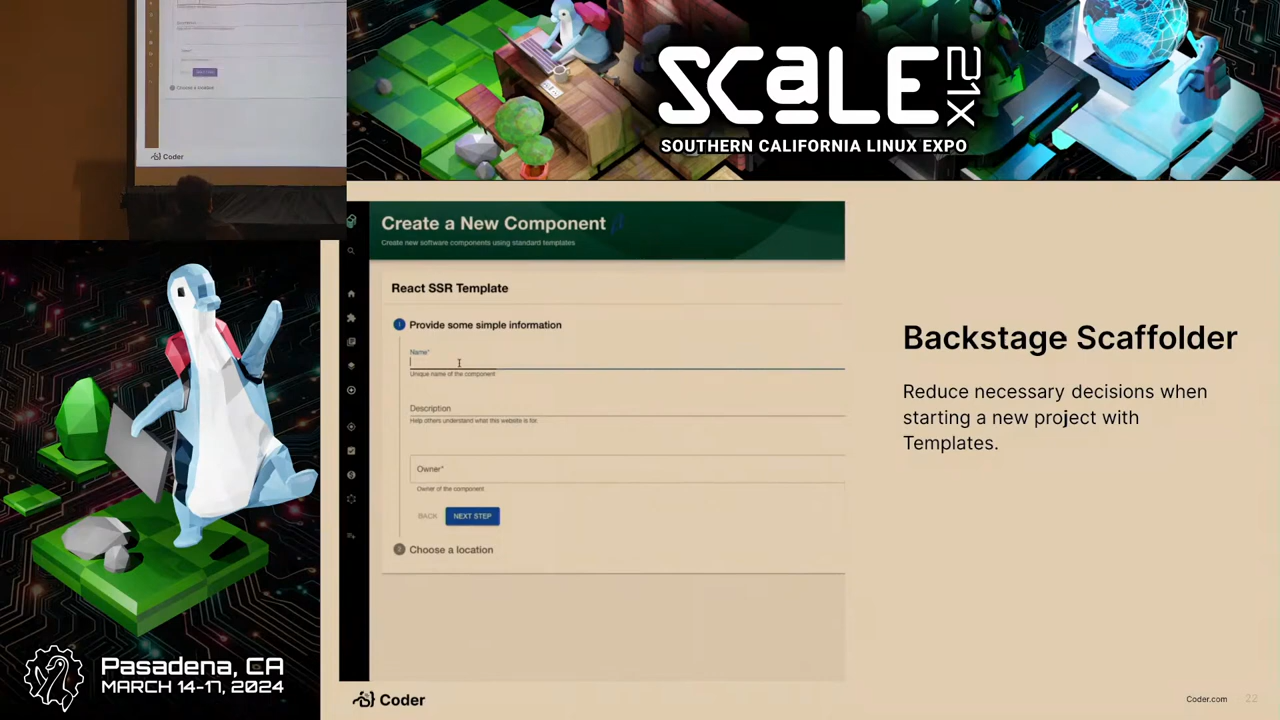 Coder
SCaLE 21x
SOUTHERN CALIFORNIA LINUX EXPO
Create a New Component β
Create new software components using standard templates
React SSR Template
1 Provide some simple information
Name*
Unique name of the component
Description
Help others understand what this website is for.
Owner*
Owner of the component
BACK NEXT STEP
2 Choose a location
Backstage Scaffolder
Reduce necessary decisions when
starting a new project with
Templates.
Pasadena, CA
MARCH 14-17, 2024
Coder
Coder.com 22